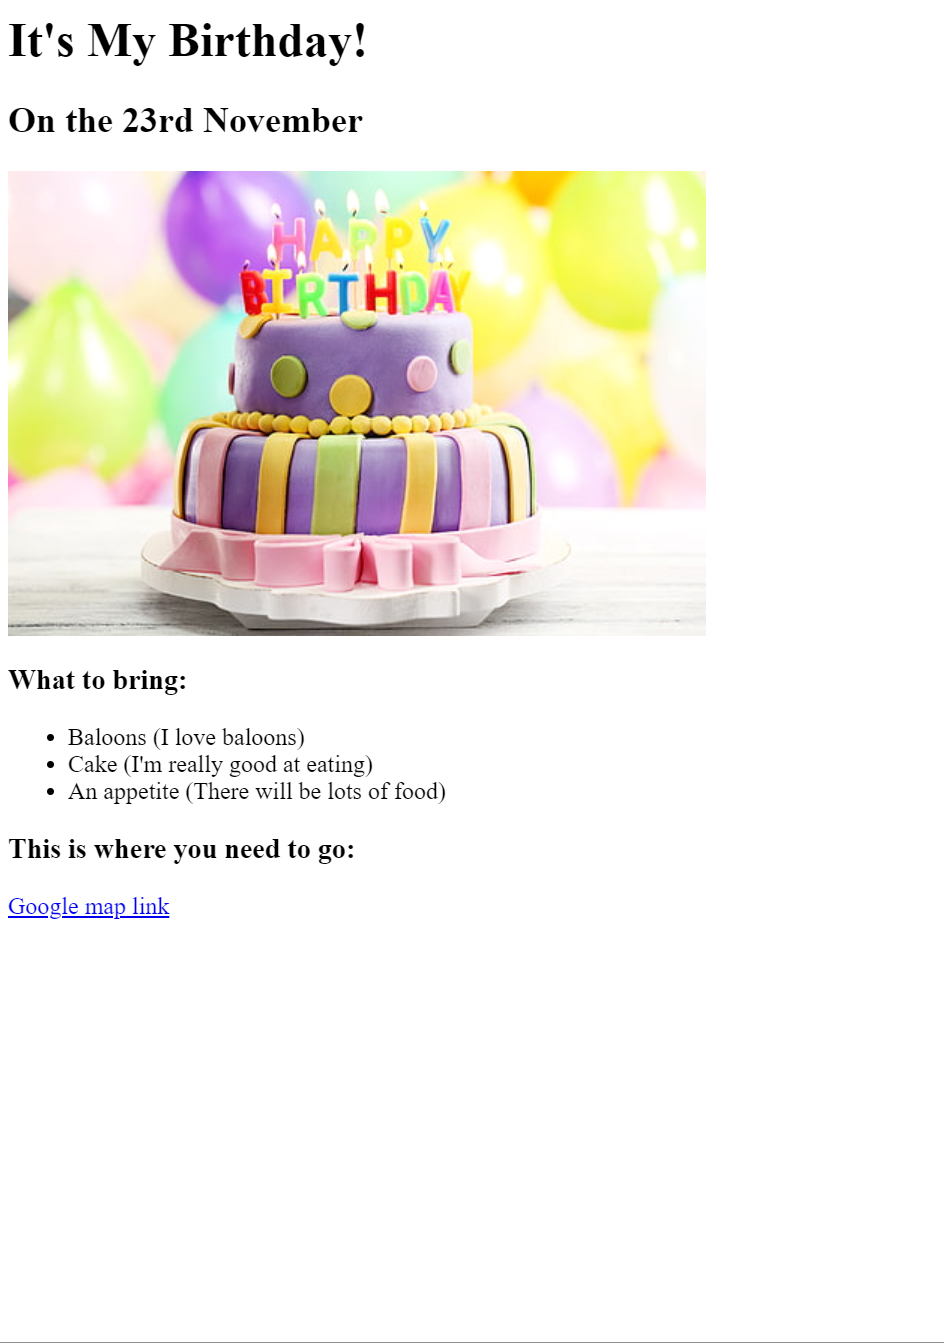 It's My Birthday!
On the 23rd November
HAPPY
BIRTHDAY
What to bring:
Baloons (I love baloons)
Cake (I'm really good at eating)
An appetite (There will be lots of food)
This is where you need to go:
Google map link